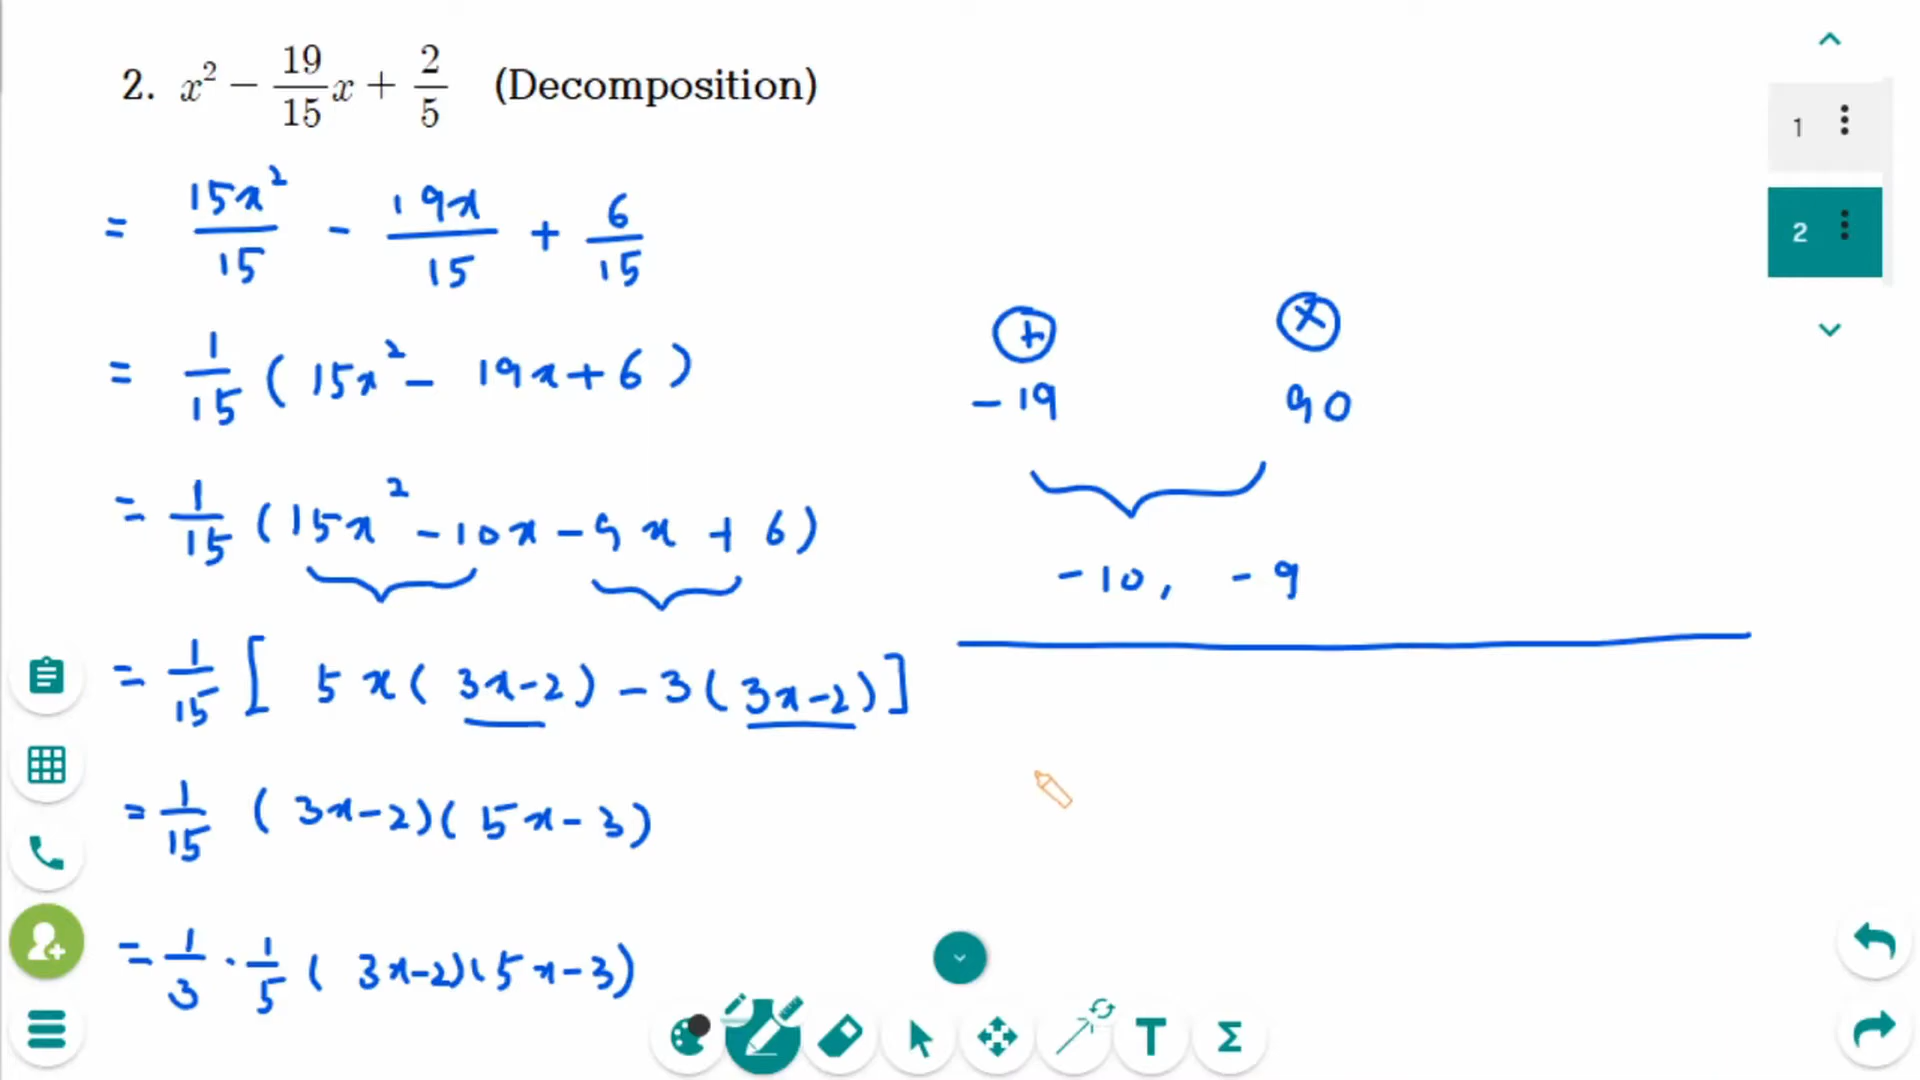 2. x² − 19/15 x + 2/5 (Decomposition)
= 15x²/15 - 19x/15 + 6/15
= 1/15 (15x² - 19x + 6)
= 1/15 (15x² - 10x - 9x + 6)
= 1/15 [5x(3x-2) - 3(3x-2)]
= 1/15 (3x-2)(5x-3)
= 1/3 · 1/5 (3x-2)(5x-3)
+ ×
-19 90
-10, -9
1
2
T Σ